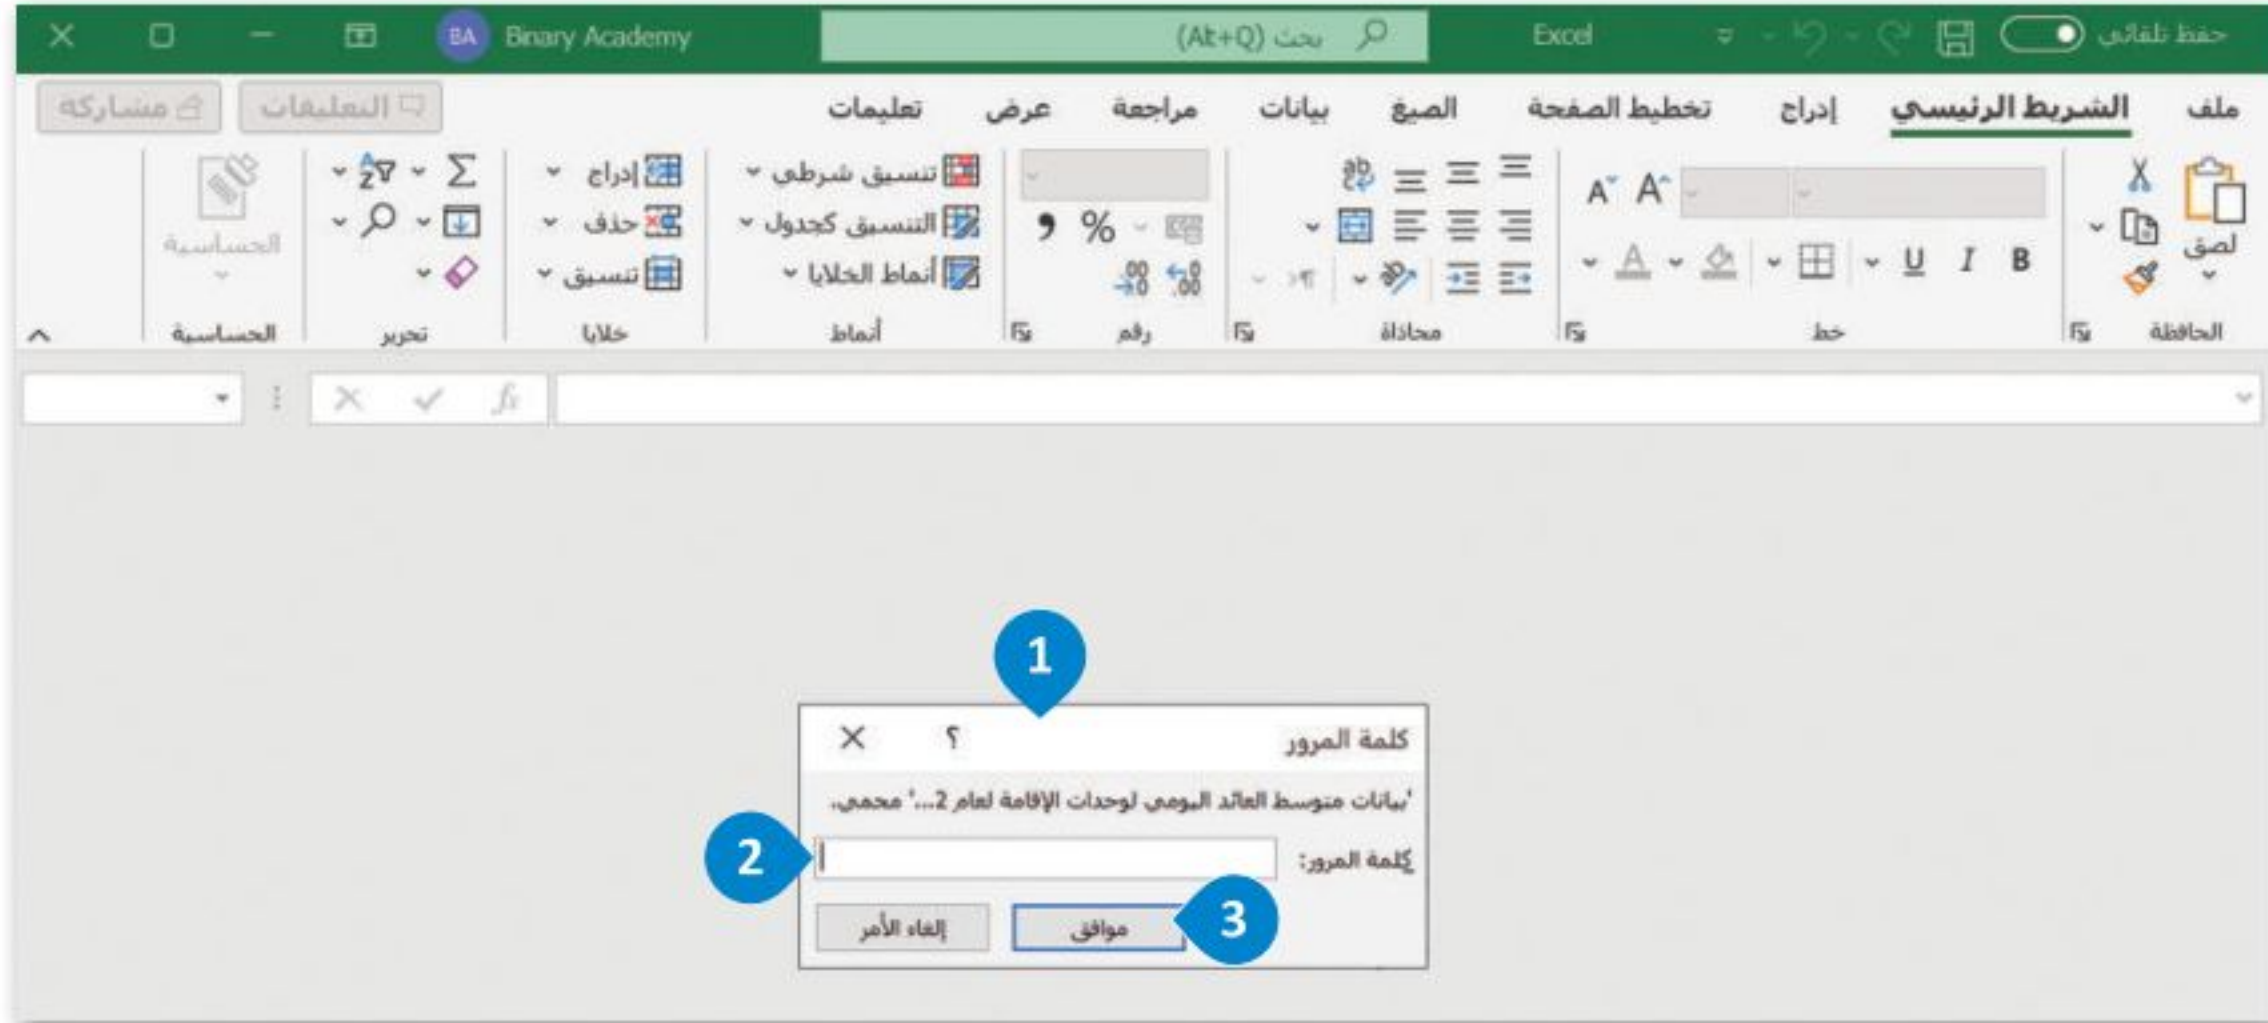 حفظ تلقائي Excel بحث (Alt+Q) Binary Academy BA
ملف الشريط الرئيسي إدراج تخطيط الصفحة الصيغ بيانات مراجعة عرض تعليمات التعليقات مشاركة
لصق
B I U A A A
ab
% 
تنسيق شرطي
التنسيق كجدول
أنماط الخلايا
إدراج
حذف
تنسيق
الحساسية
الحافظة خط محاذاة رقم أنماط خلايا تحرير الحساسية
fx
1
كلمة المرور ؟
'بيانات متوسط العائد اليومي لوحدات الإقامة لعام 2...' محمي.
2
كلمة المرور:
موافق 3 إلغاء الأمر